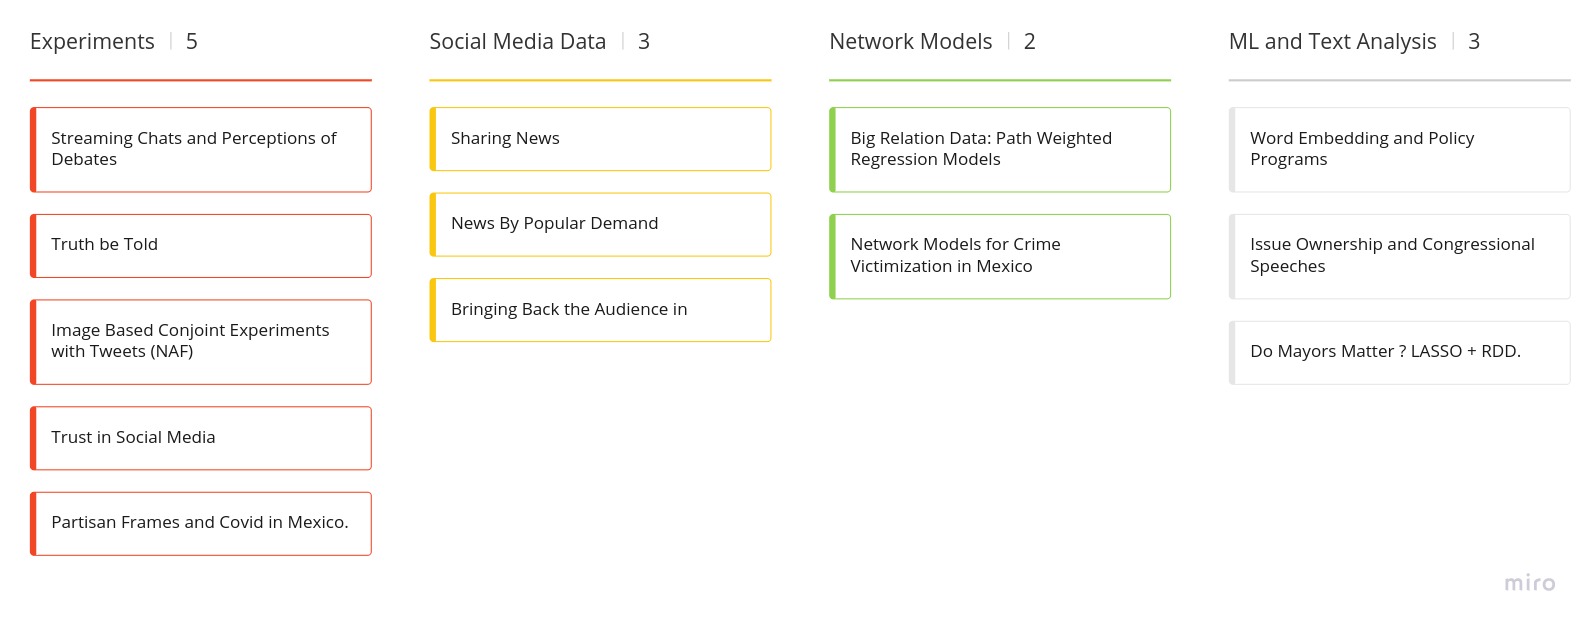 Experiments | 5
Streaming Chats and Perceptions of
Debates
Truth be Told
Image Based Conjoint Experiments
with Tweets (NAF)
Trust in Social Media
Partisan Frames and Covid in Mexico.
Social Media Data | 3
Sharing News
News By Popular Demand
Bringing Back the Audience in
Network Models | 2
Big Relation Data: Path Weighted
Regression Models
Network Models for Crime
Victimization in Mexico
ML and Text Analysis | 3
Word Embedding and Policy
Programs
Issue Ownership and Congressional
Speeches
Do Mayors Matter ? LASSO + RDD.
miro